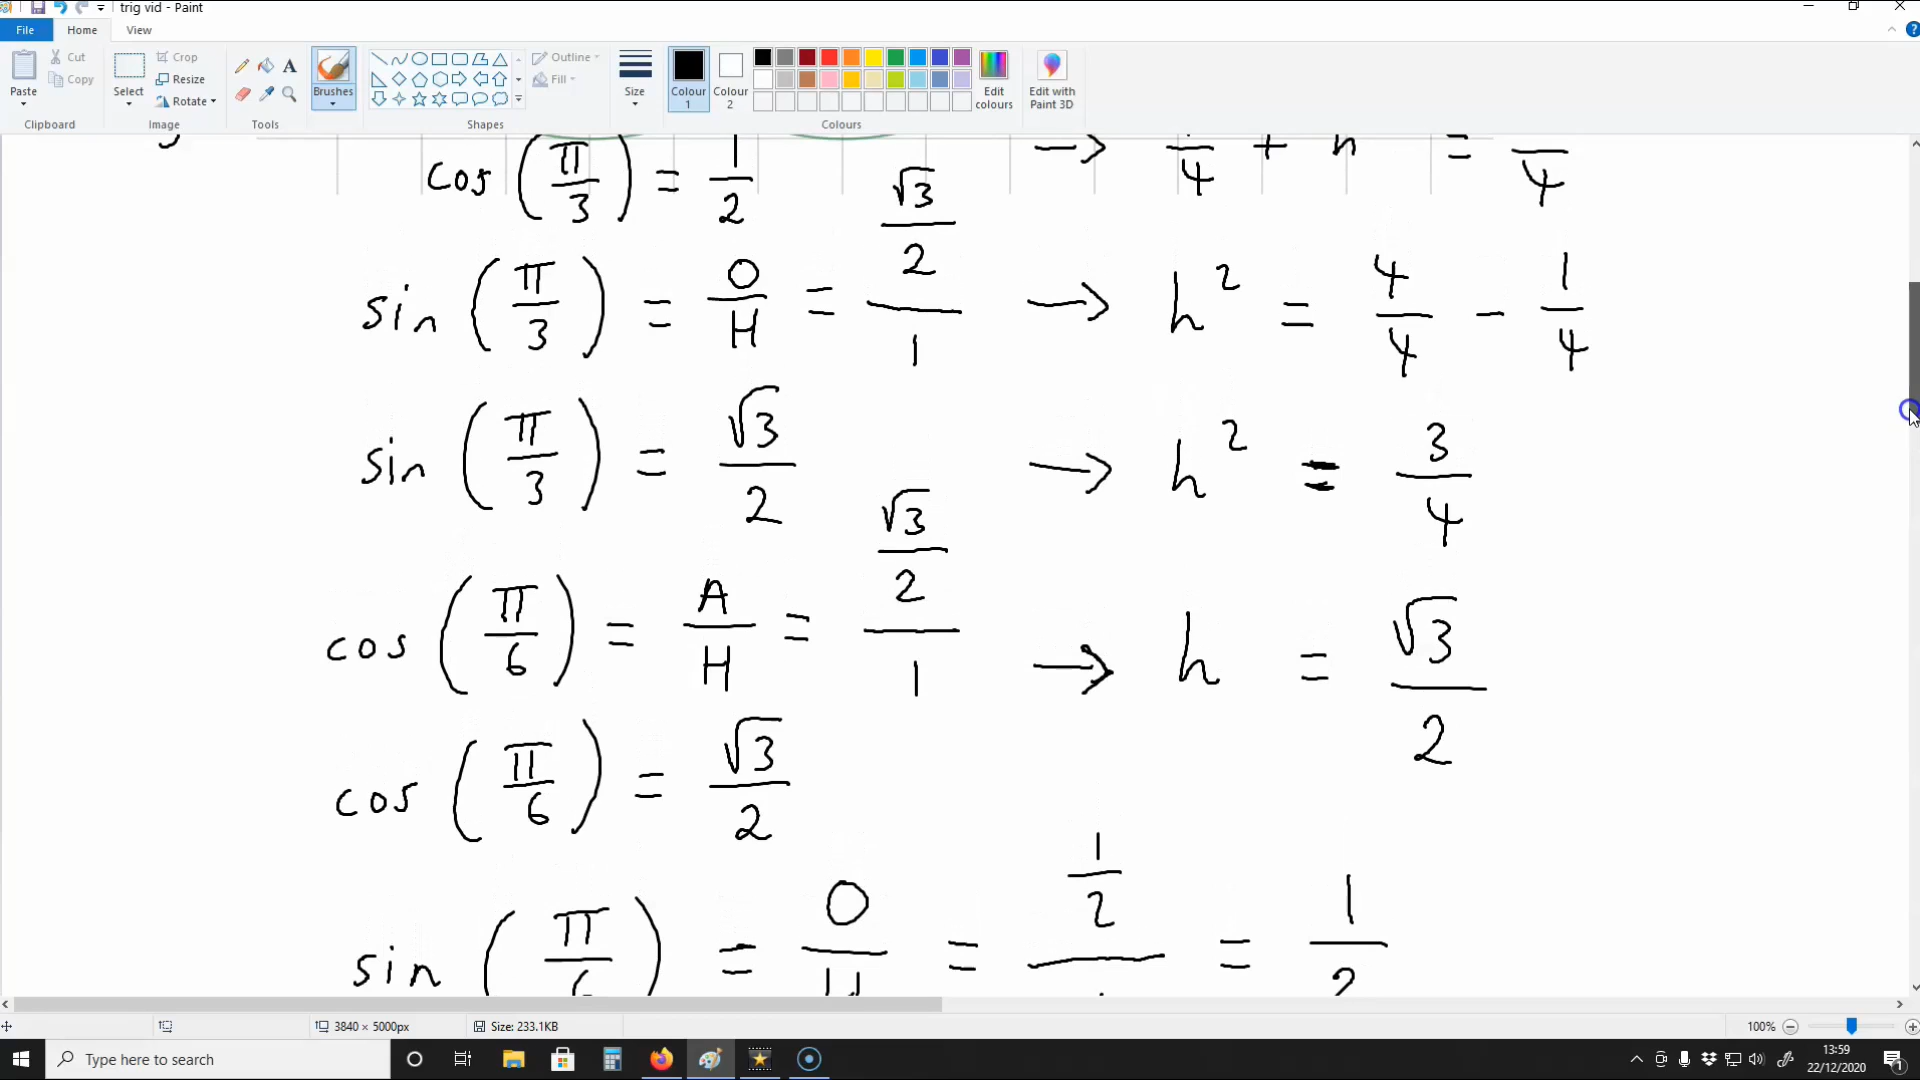 trig vid - Paint
File Home View
Paste
Cut
Copy
Clipboard
Select
Crop
Resize
Rotate
Image
Tools
Brushes
Shapes
Outline
Fill
Size
Colour 1
Colour 2
Edit colours
Edit with Paint 3D
Colours
cos (π/3) = 1/2
→ 1/4 + h = /4
sin (π/3) = O/H = (√3/2)/1
→ h² = 4/4 - 1/4
sin (π/3) = √3/2
→ h² = 3/4
cos (π/6) = A/H = (√3/2)/1
→ h = √3/2
cos (π/6) = √3/2
sin (π/6) = O/H = (1/2)/1 = 1/2
3840 × 5000px
Size: 233.1KB
100%
Type here to search
13:59
22/12/2020